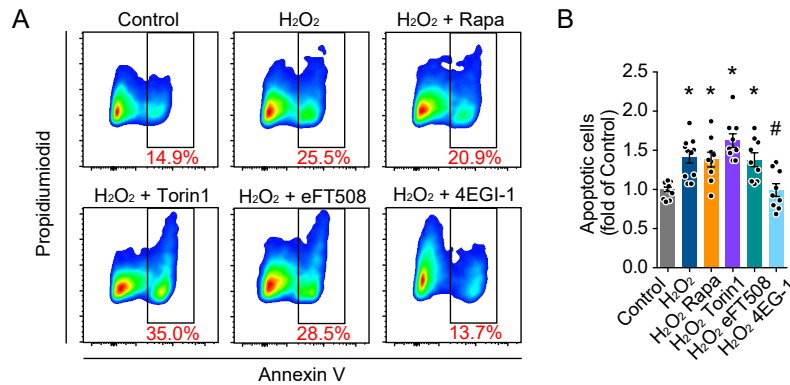 A
Control
H₂O₂
H₂O₂ + Rapa
14.9%
25.5%
20.9%
H₂O₂ + Torin1
H₂O₂ + eFT508
H₂O₂ + 4EGI-1
35.0%
28.5%
13.7%
Propidiumiodid
Annexin V
B
Apoptotic cells
(fold of Control)
2.5
2.0
1.5
1.0
0.5
0.0
* * * * #
Control
H₂O₂
H₂O₂ Rapa
H₂O₂ Torin1
H₂O₂ eFT508
H₂O₂ 4EG-1